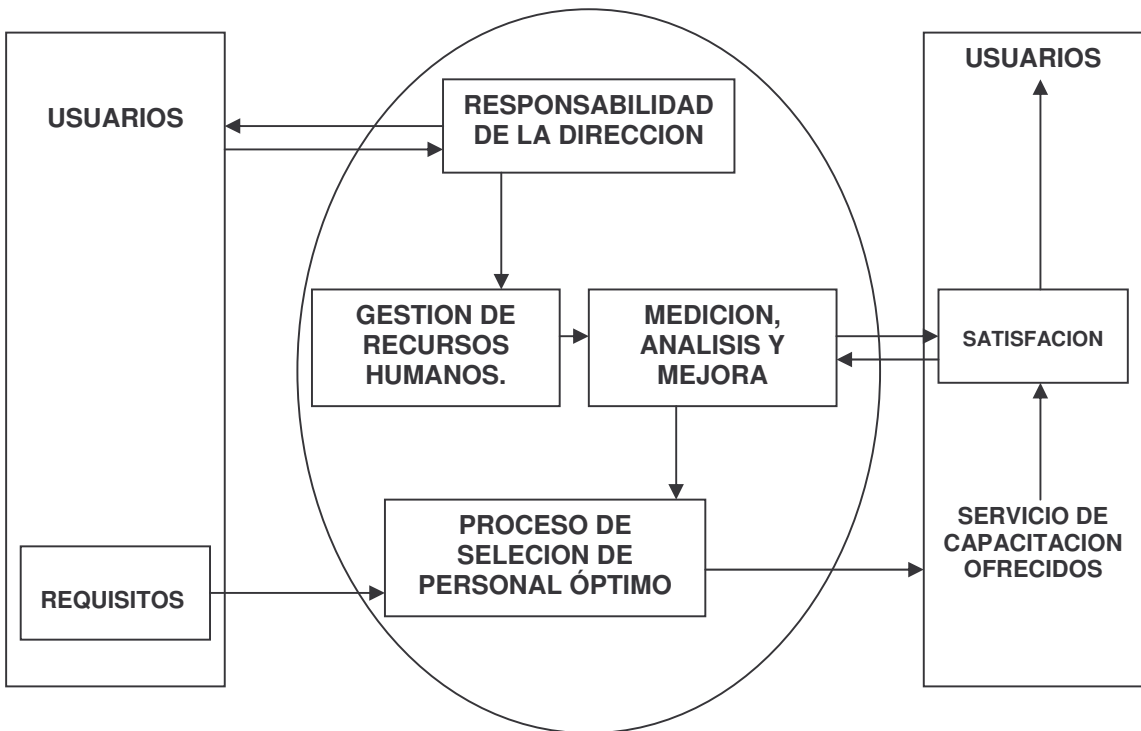 USUARIOS
REQUISITOS
RESPONSABILIDAD
DE LA DIRECCION
GESTION DE
RECURSOS
HUMANOS.
MEDICION,
ANALISIS Y
MEJORA
PROCESO DE
SELECION DE
PERSONAL ÓPTIMO
USUARIOS
SATISFACION
SERVICIO DE
CAPACITACION
OFRECIDOS